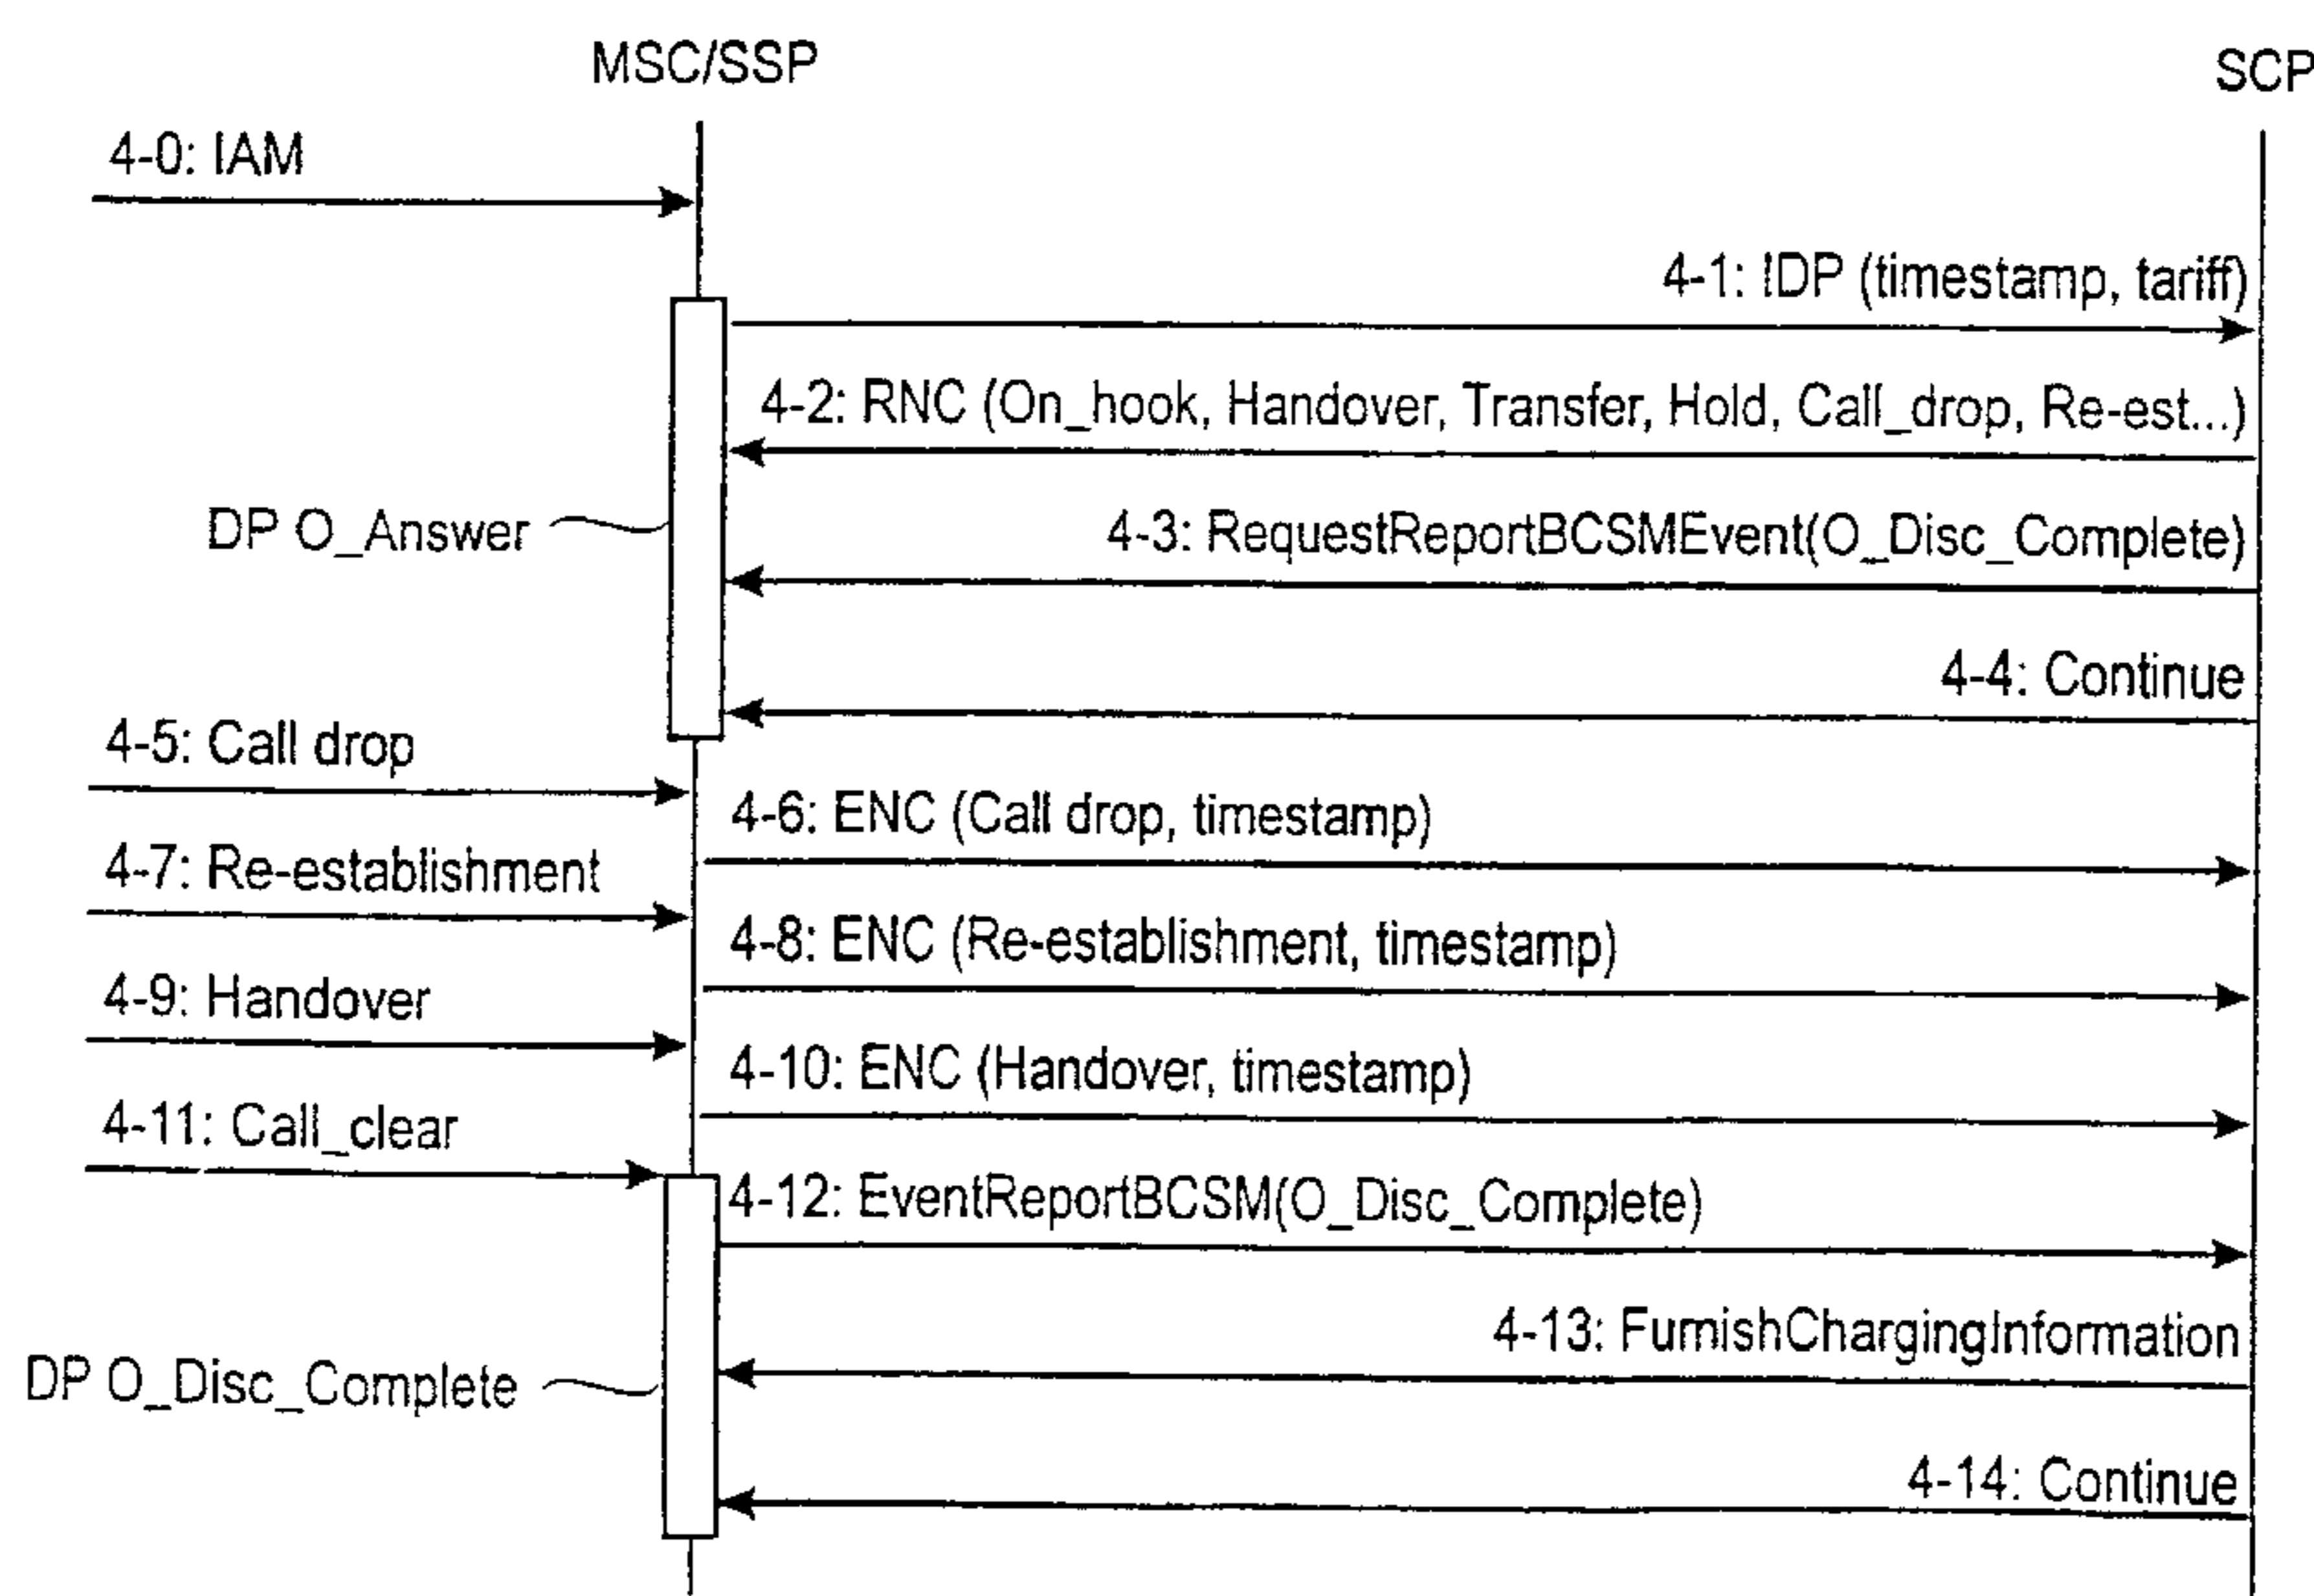 MSC/SSP
SCP
4-0: IAM
4-1: IDP (timestamp, tariff)
4-2: RNC (On_hook, Handover, Transfer, Hold, Call_drop, Re-est...)
DP O_Answer
4-3: RequestReportBCSMEvent(O_Disc_Complete)
4-4: Continue
4-5: Call drop
4-6: ENC (Call drop, timestamp)
4-7: Re-establishment
4-8: ENC (Re-establishment, timestamp)
4-9: Handover
4-10: ENC (Handover, timestamp)
4-11: Call_clear
4-12: EventReportBCSM(O_Disc_Complete)
4-13: FurnishChargingInformation
DP O_Disc_Complete
4-14: Continue